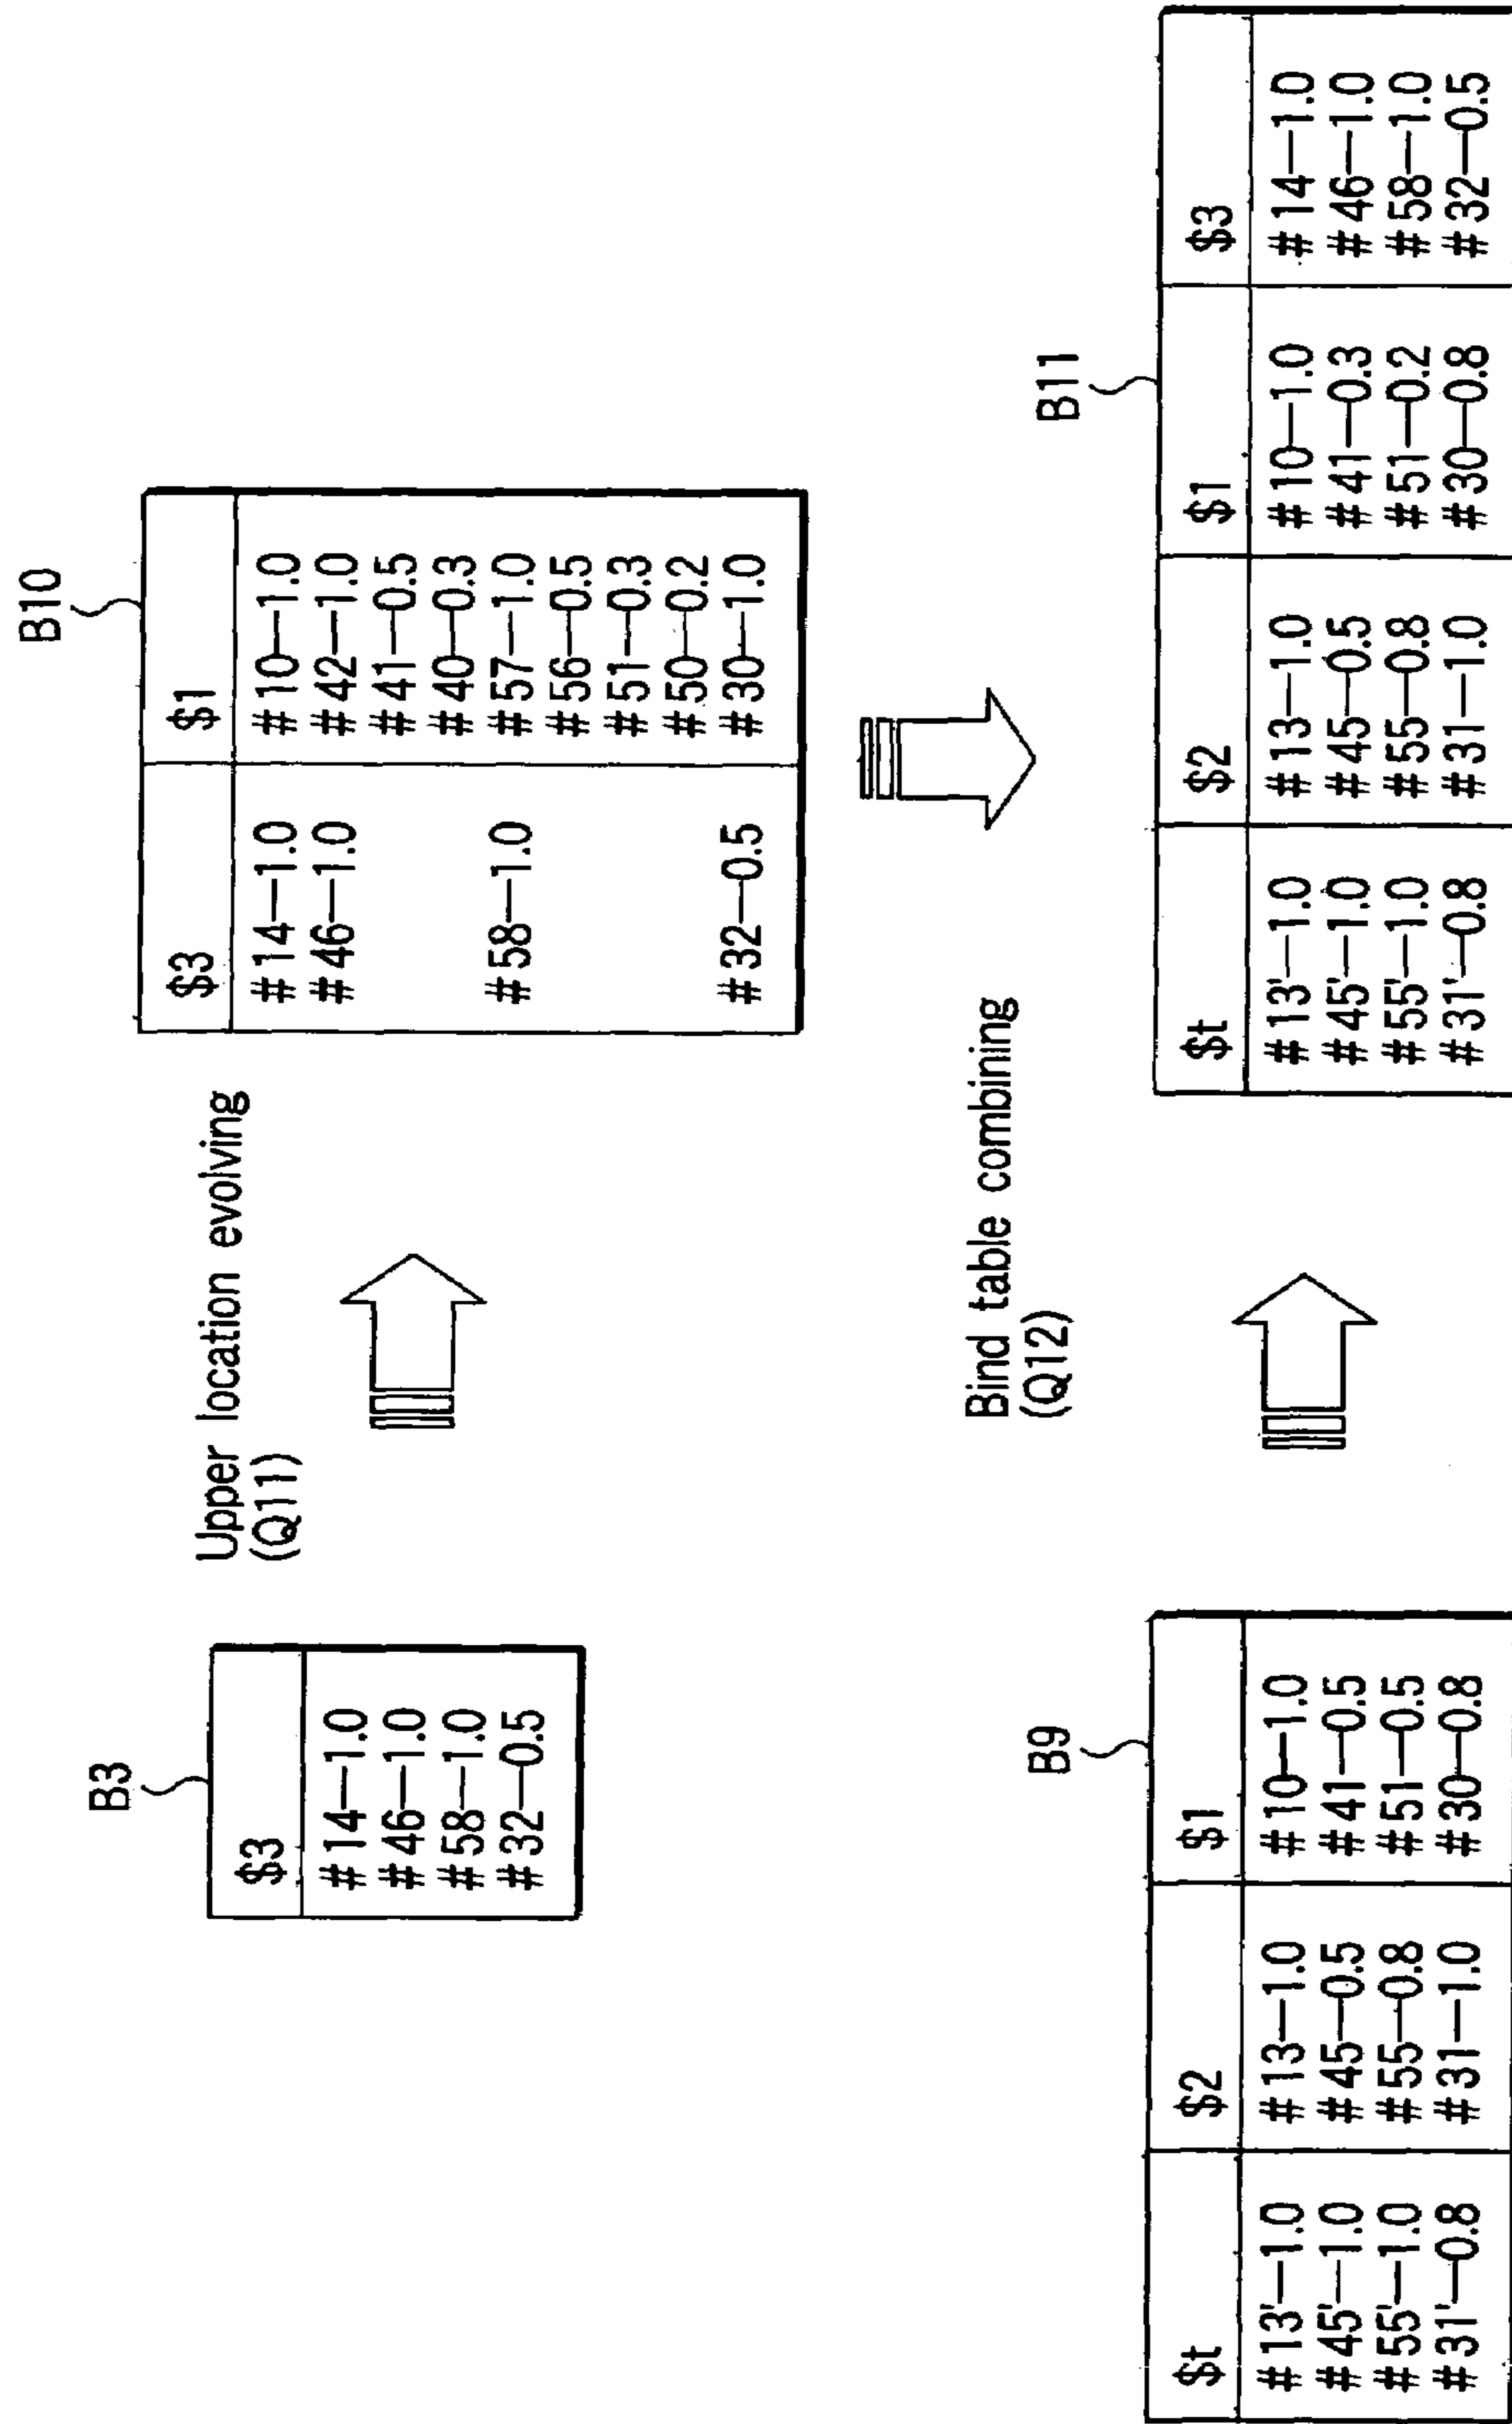 B3
$3
#14—1.0
#46—1.0
#58—1.0
#32—0.5
Upper location evolving
(Q11)
B10
$3 $1
#14—1.0 #10—1.0
#46—1.0 #42—1.0
#41—0.5
#40—0.3
#58—1.0 #57—1.0
#56—0.5
#51—0.3
#50—0.2
#32—0.5 #30—1.0
B9
$t $2 $1
#13'—1.0 #13—1.0 #10—1.0
#45'—1.0 #45—0.5 #41—0.5
#55'—1.0 #55—0.8 #51—0.5
#31'—0.8 #31—1.0 #30—0.8
Bind table combining
(Q12)
B11
$t $2 $1 $3
#13'—1.0 #13—1.0 #10—1.0 #14—1.0
#45'—1.0 #45—0.5 #41—0.3 #46—1.0
#55'—1.0 #55—0.8 #51—0.2 #58—1.0
#31'—0.8 #31—1.0 #30—0.8 #32—0.5